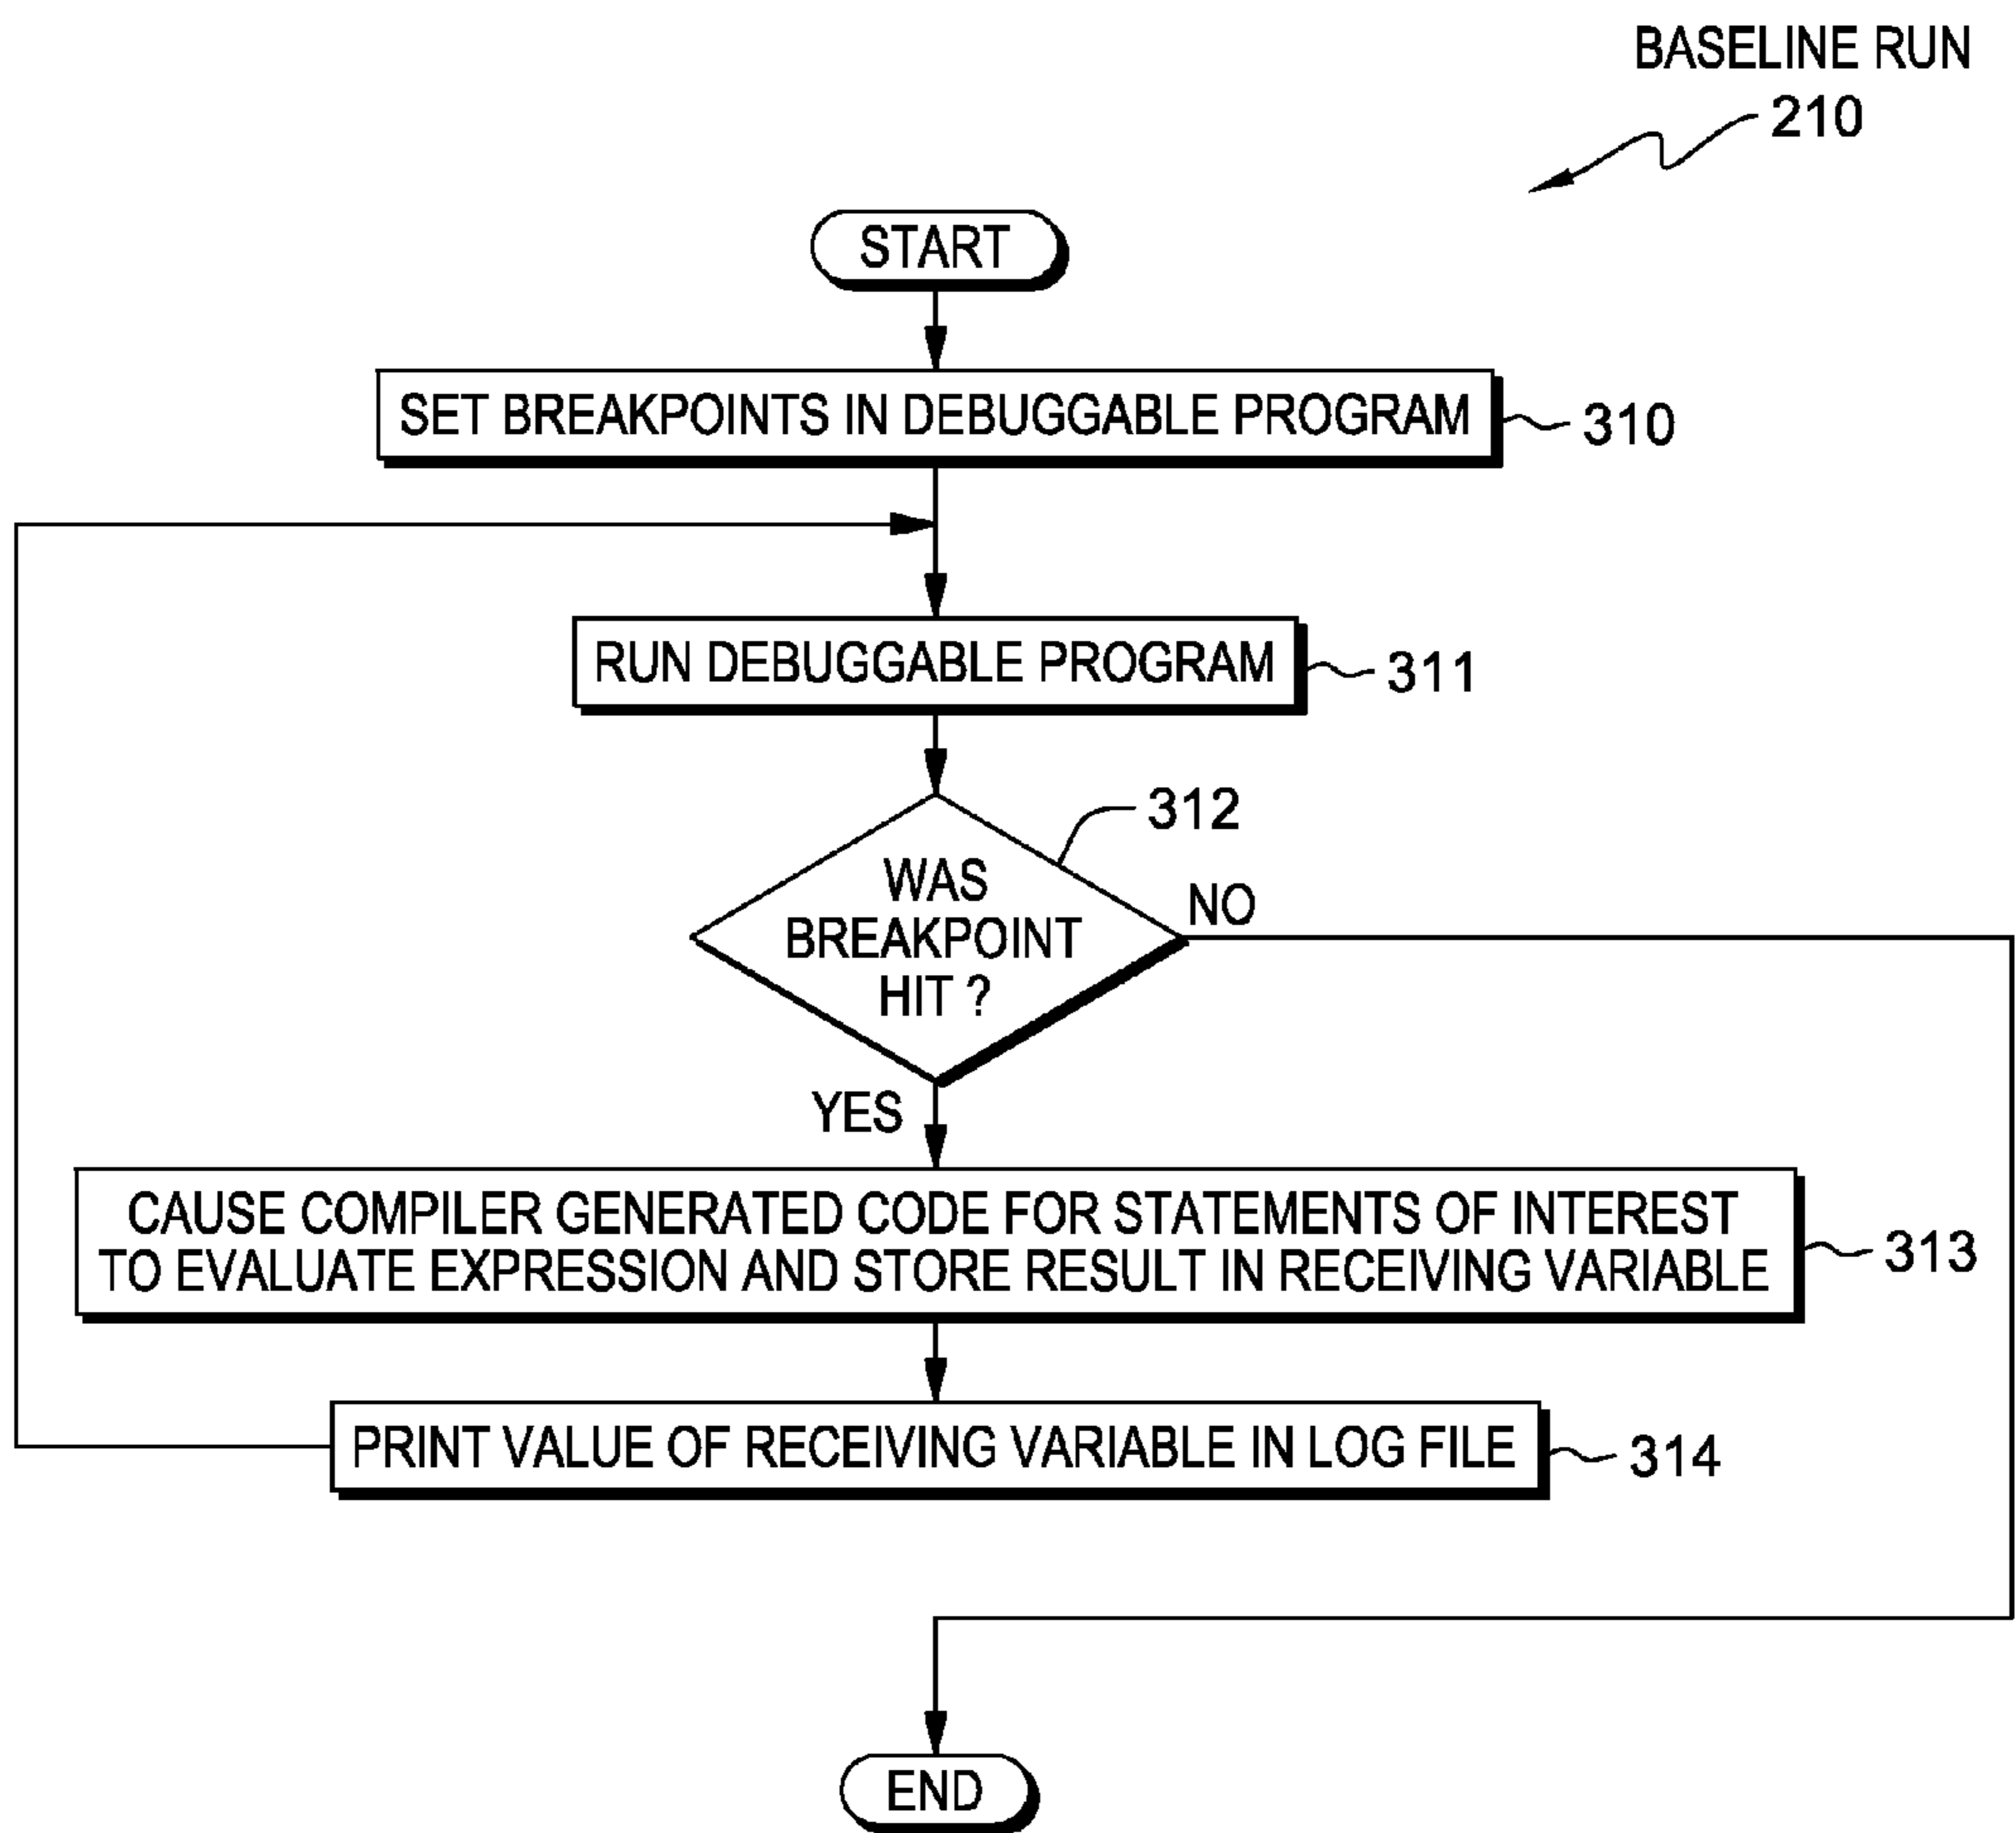 BASELINE RUN
210
START
SET BREAKPOINTS IN DEBUGGABLE PROGRAM
310
RUN DEBUGGABLE PROGRAM
311
312
WAS
BREAKPOINT
HIT ?
NO
YES
CAUSE COMPILER GENERATED CODE FOR STATEMENTS OF INTEREST
TO EVALUATE EXPRESSION AND STORE RESULT IN RECEIVING VARIABLE
313
PRINT VALUE OF RECEIVING VARIABLE IN LOG FILE
314
END